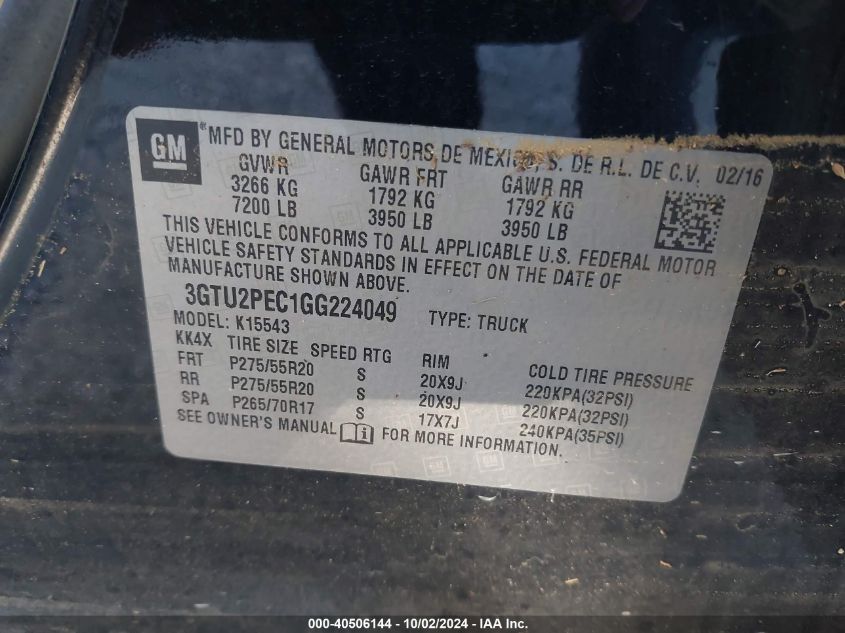 GM
*MFD BY GENERAL MOTORS DE MEXICO, S. DE R.L. DE C.V. 02/16
GVWR GAWR FRT GAWR RR
3266 KG 1792 KG 1792 KG
7200 LB 3950 LB 3950 LB
THIS VEHICLE CONFORMS TO ALL APPLICABLE U.S. FEDERAL MOTOR
VEHICLE SAFETY STANDARDS IN EFFECT ON THE DATE OF
MANUFACTURE SHOWN ABOVE.
3GTU2PEC1GG224049 TYPE: TRUCK
MODEL: K15543
KK4X TIRE SIZE SPEED RTG RIM COLD TIRE PRESSURE
FRT P275/55R20 S 20X9J 220KPA(32PSI)
RR P275/55R20 S 20X9J 220KPA(32PSI)
SPA P265/70R17 S 17X7J 240KPA(35PSI)
SEE OWNER'S MANUAL FOR MORE INFORMATION.
000-40506144 - 10/02/2024 - IAA Inc.